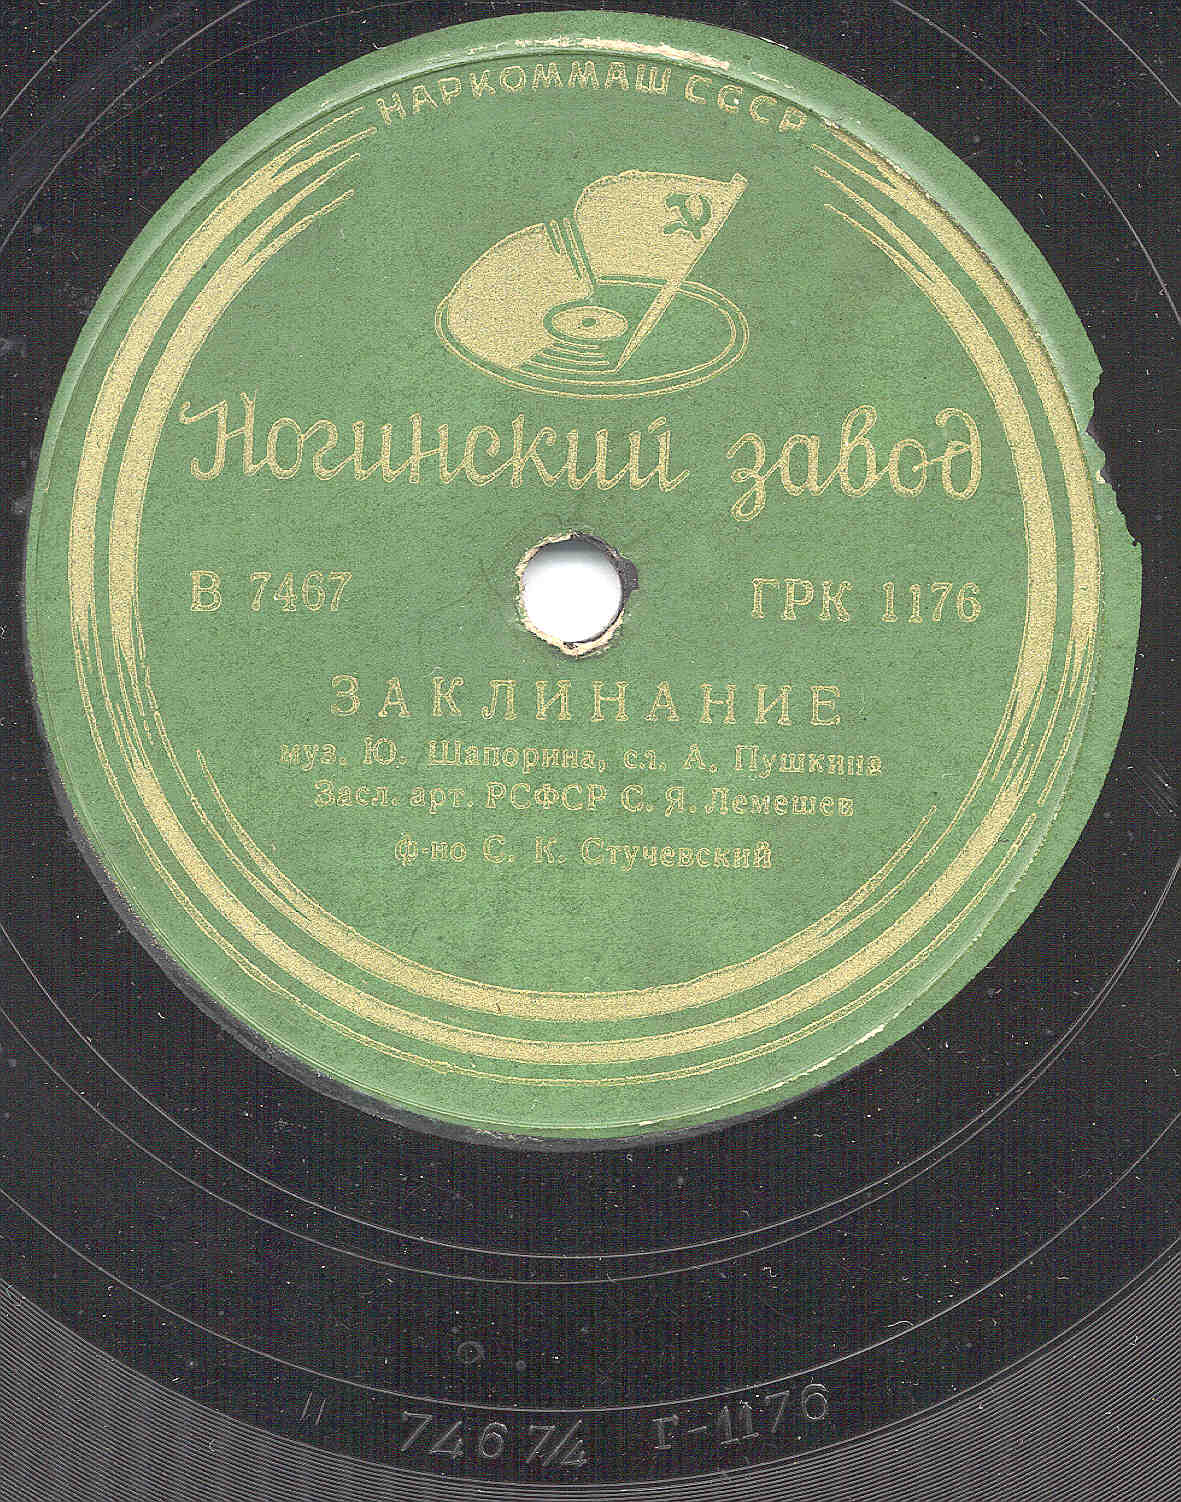 НАРКОММАШ СССР
Ногинский завод
В 7467 ГРК 1176
ЗАКЛИНАНИЕ
муз. Ю. Шапорина, сл. А. Пушкина
Засл. арт. РСФСР С. Я. Лемешев
ф-но С. К. Стучевский
7467/4 Г-1176